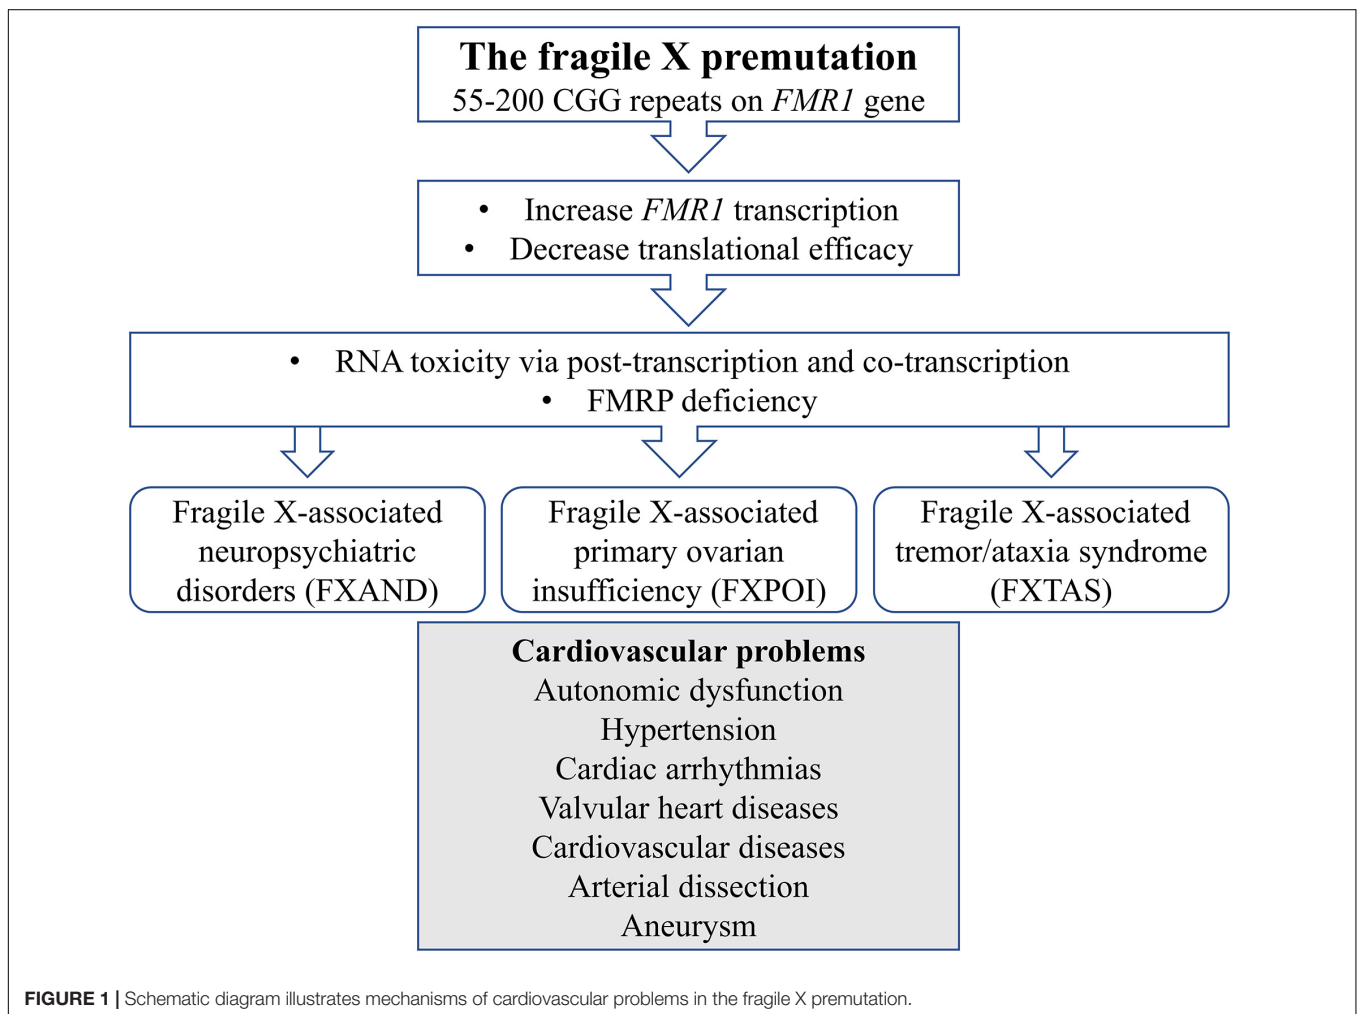 The fragile X premutation
55-200 CGG repeats on FMR1 gene
• Increase FMR1 transcription
• Decrease translational efficacy
• RNA toxicity via post-transcription and co-transcription
• FMRP deficiency
Fragile X-associated
neuropsychiatric
disorders (FXAND)
Fragile X-associated
primary ovarian
insufficiency (FXPOI)
Fragile X-associated
tremor/ataxia syndrome
(FXTAS)
Cardiovascular problems
Autonomic dysfunction
Hypertension
Cardiac arrhythmias
Valvular heart diseases
Cardiovascular diseases
Arterial dissection
Aneurysm
FIGURE 1 | Schematic diagram illustrates mechanisms of cardiovascular problems in the fragile X premutation.